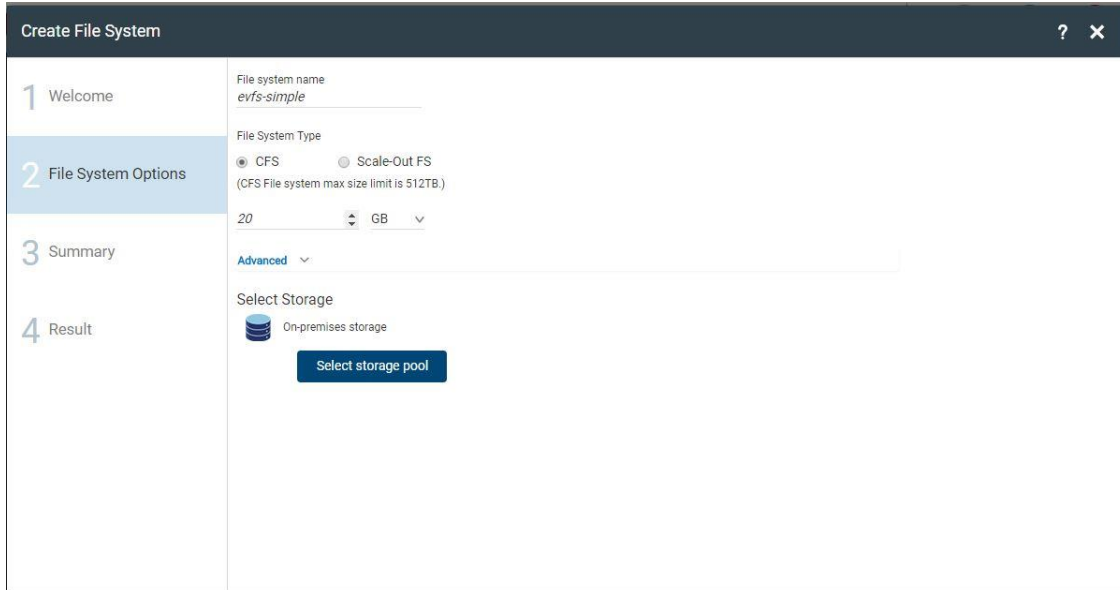 Create File System
? ×
1 Welcome
2 File System Options
3 Summary
4 Result
File system name
evfs-simple
File System Type
CFS Scale-Out FS
(CFS File system max size limit is 512TB.)
20 GB
Advanced
Select Storage
On-premises storage
Select storage pool